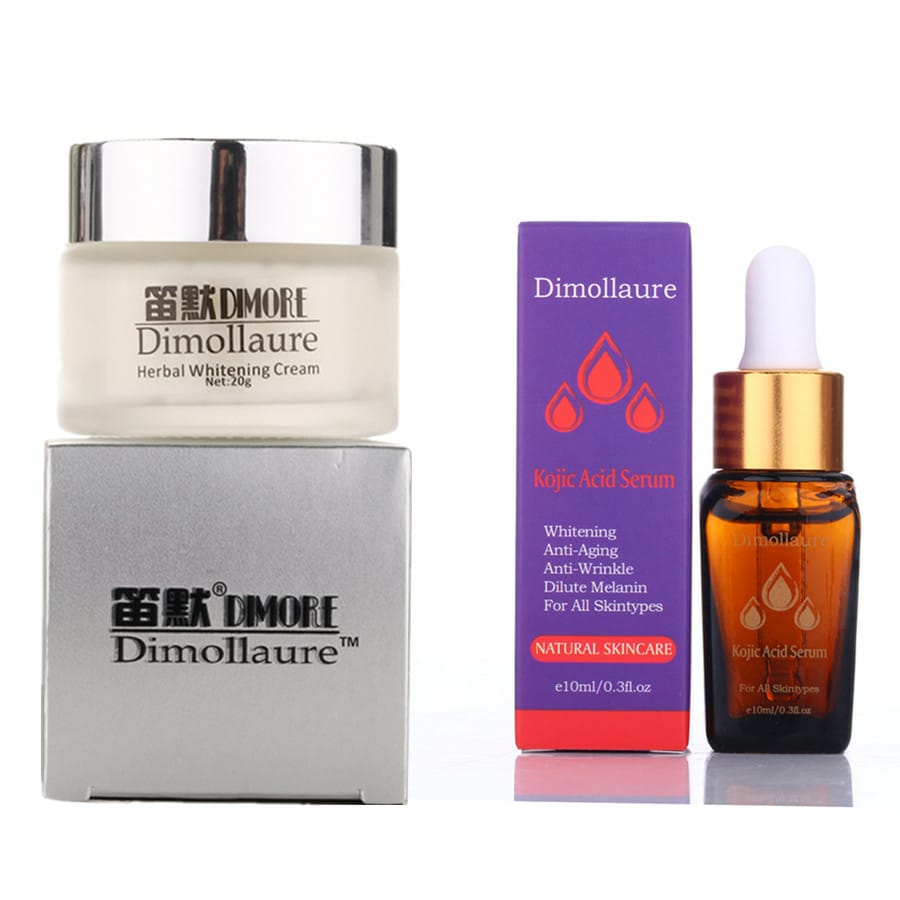 笛默DIMORE
Dimollaure
Herbal Whitening Cream
Net:20g
笛默®DIMORE
Dimollaure™
Dimollaure
Kojic Acid Serum
Whitening
Anti-Aging
Anti-Wrinkle
Dilute Melanin
For All Skintypes
NATURAL SKINCARE
e10ml/0.3fl.oz
Dimollaure
Kojic Acid Serum
For All Skintypes
e10ml/0.3fl.oz